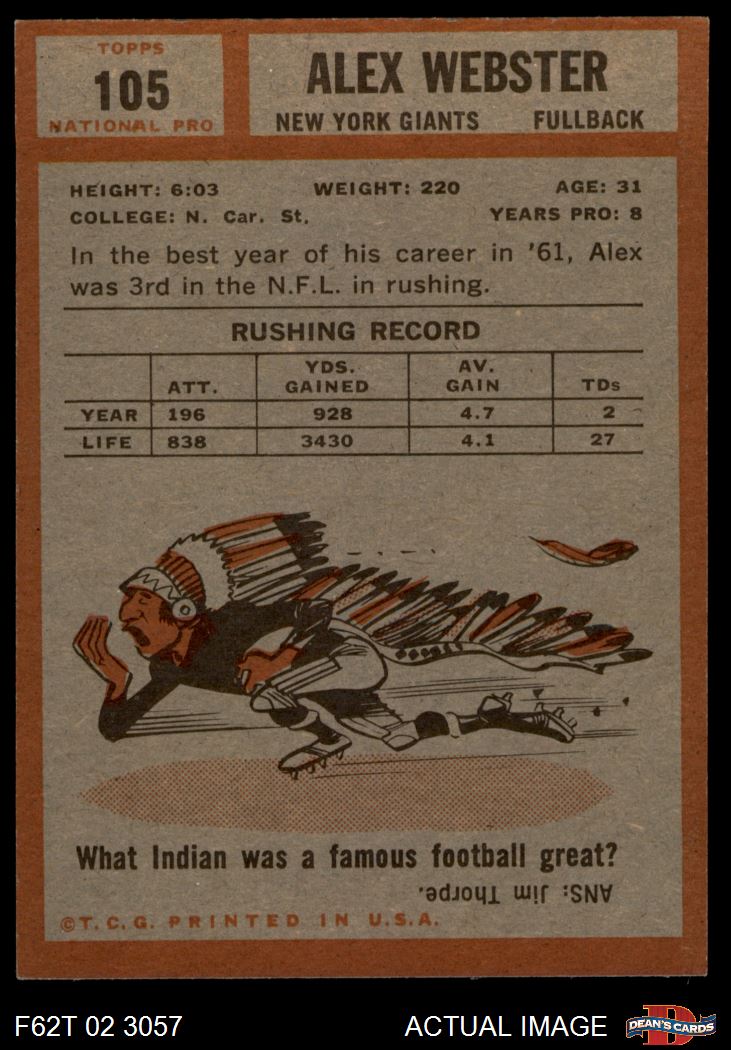 TOPPS
105
NATIONAL PRO
ALEX WEBSTER
NEW YORK GIANTS FULLBACK
HEIGHT: 6:03 WEIGHT: 220 AGE: 31
COLLEGE: N. Car. St. YEARS PRO: 8
In the best year of his career in '61, Alex
was 3rd in the N.F.L. in rushing.
RUSHING RECORD
ATT. YDS. GAINED AV. GAIN TDs
YEAR 196 928 4.7 2
LIFE 838 3430 4.1 27
What Indian was a famous football great?
ANS: Jim Thorpe.
©T.C.G. PRINTED IN U.S.A.
F62T 02 3057 ACTUAL IMAGE
D
DEAN'S CARDS